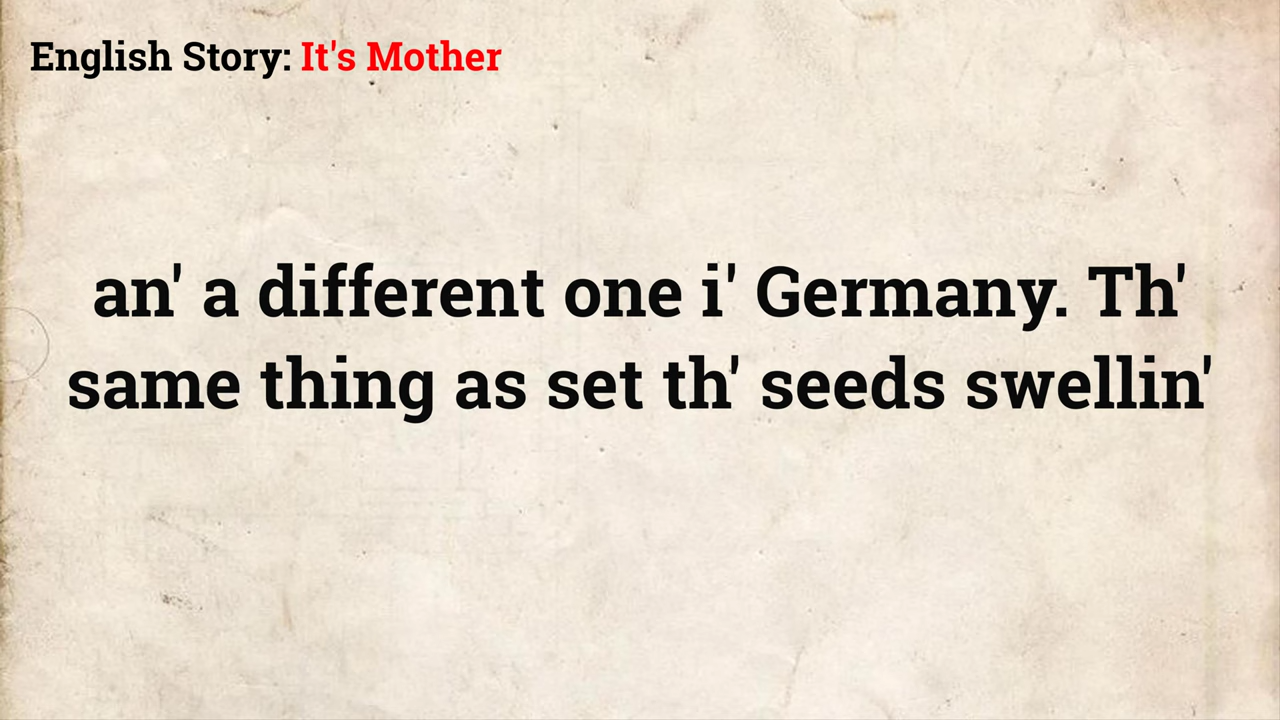 English Story: It's Mother
an' a different one i' Germany. Th'
same thing as set th' seeds swellin'